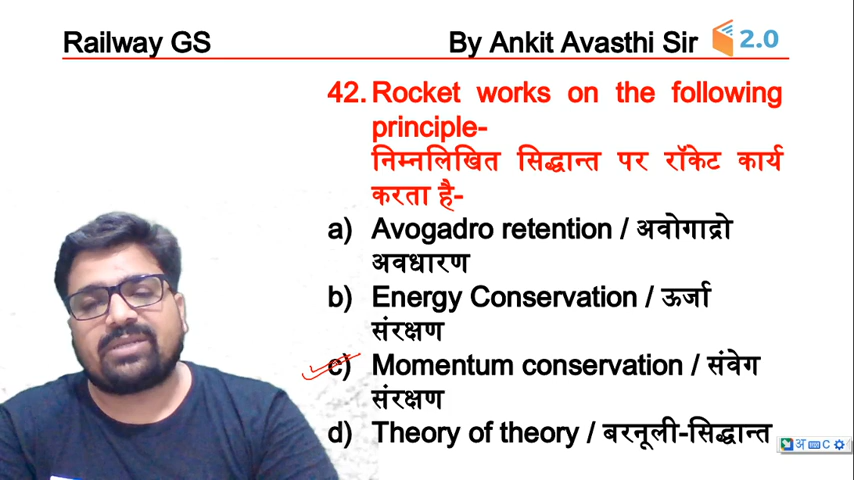 Railway GS
By Ankit Avasthi Sir 2.0
42. Rocket works on the following
principle-
निम्नलिखित सिद्धान्त पर रॉकेट कार्य
करता है-
a) Avogadro retention / अवोगाद्रो
अवधारण
b) Energy Conservation / ऊर्जा
संरक्षण
c) Momentum conservation / संवेग
संरक्षण
d) Theory of theory / बरनूली-सिद्धान्त
अ C